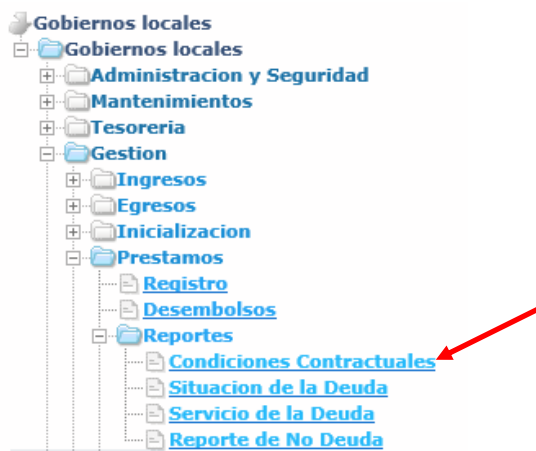 Gobiernos locales
Gobiernos locales
Administracion y Seguridad
Mantenimientos
Tesoreria
Gestion
Ingresos
Egresos
Inicializacion
Prestamos
Registro
Desembolsos
Reportes
Condiciones Contractuales
Situacion de la Deuda
Servicio de la Deuda
Reporte de No Deuda